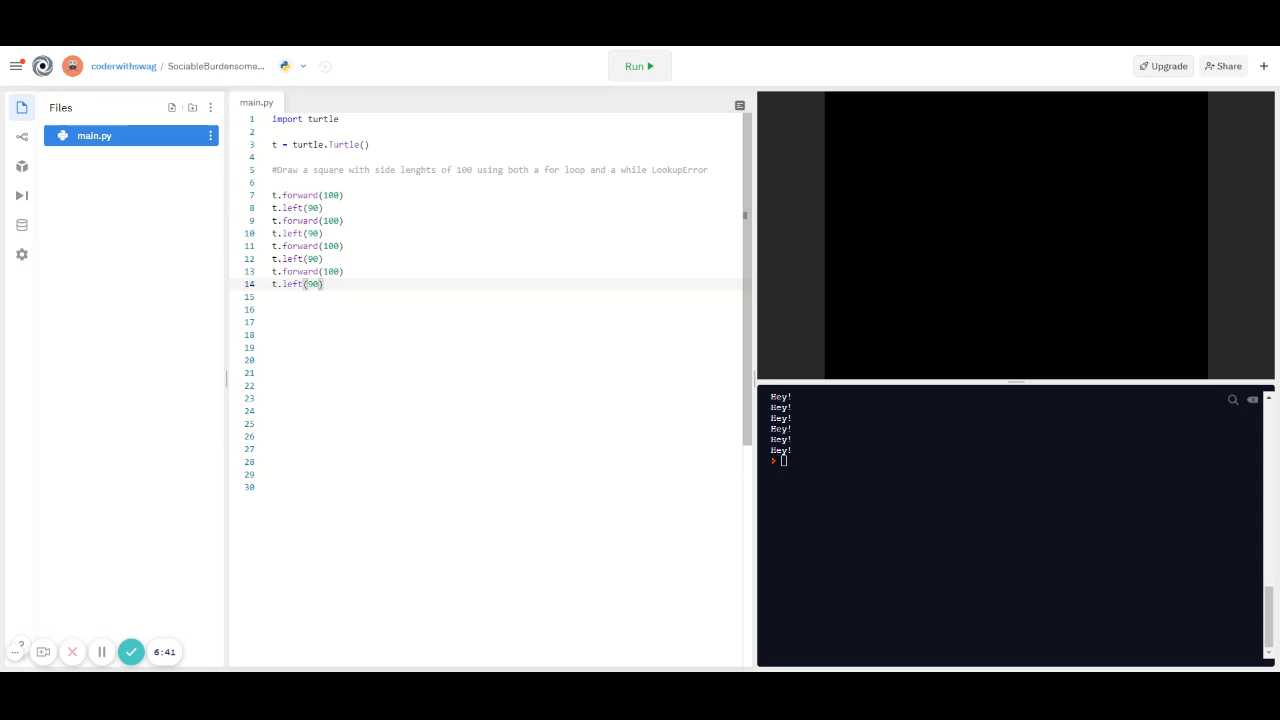 coderwithswag / SociableBurdensome...
Run
Upgrade
Share
Files
main.py
main.py
1 import turtle
2
3 t = turtle.Turtle()
4
5 #Draw a square with side lenghts of 100 using both a for loop and a while LookupError
6
7 t.forward(100)
8 t.left(90)
9 t.forward(100)
10 t.left(90)
11 t.forward(100)
12 t.left(90)
13 t.forward(100)
14 t.left(90)
15
16
17
18
19
20
21
22
23
24
25
26
27
28
29
30
Hey!
Hey!
Hey!
Hey!
Hey!
Hey!
?
6:41